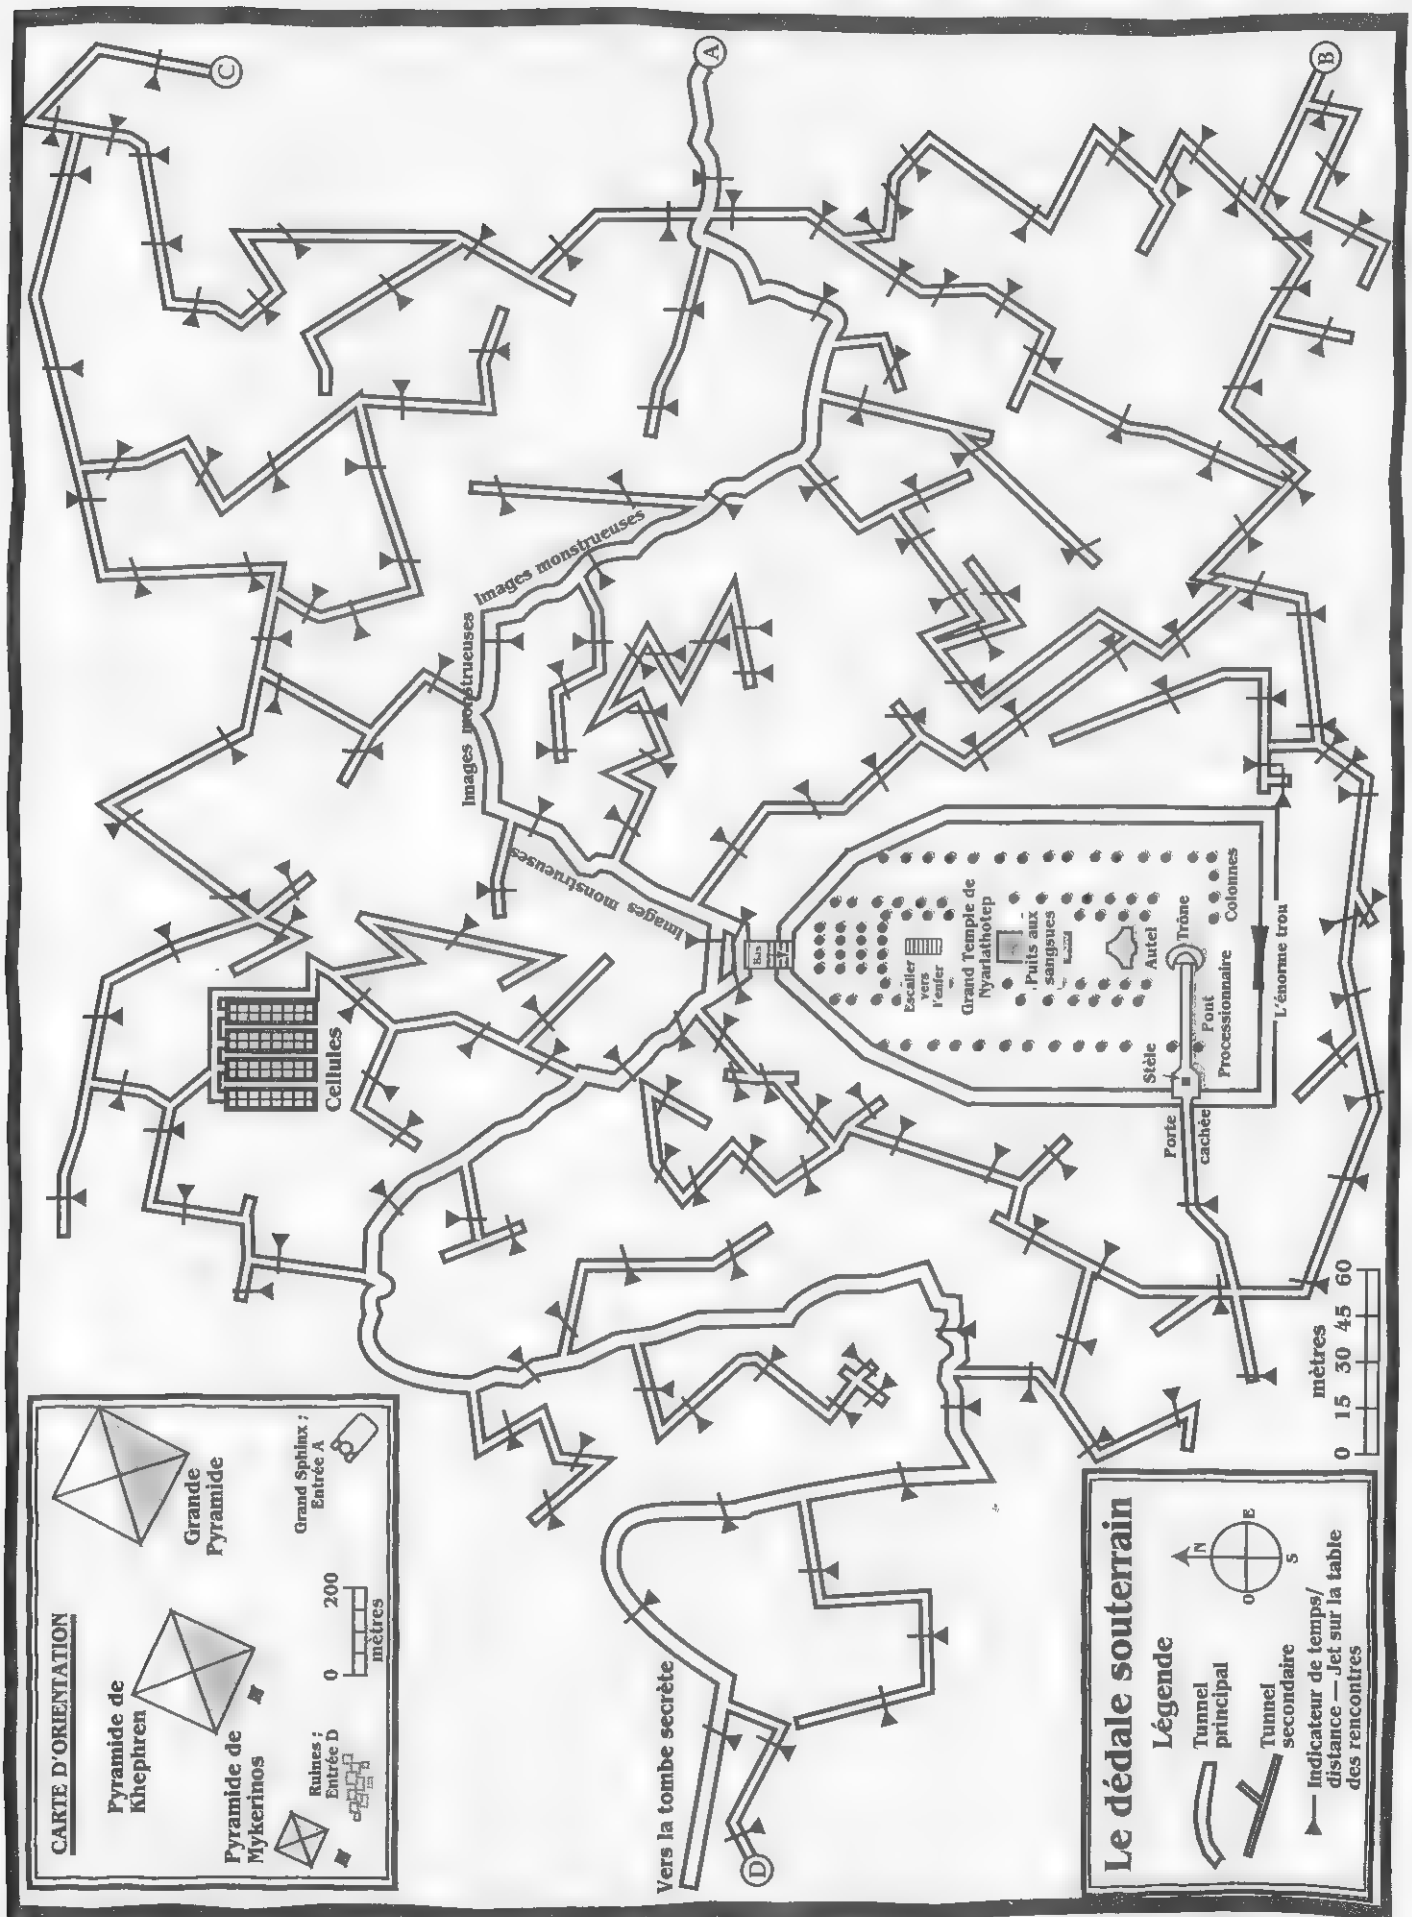 CARTE D'ORIENTATION
Grande
Pyramide
Pyramide de
Khephren
Pyramide de
Mykerinos
Grand Sphinx ;
Entrée A
Ruines ;
Entrée D
0 200
mètres
C
A
B
D
Images monstrueuses
Images monstrueuses
Images monstrueuses
Cellules
Bas
Escalier
vers
l'enfer
Grand Temple de
Nyarlathotep
Puits aux
sangsues
Autel
Trône
Colonnes
Stèle
Pont
Processionnaire
Porte
cachée
L'énorme trou
Vers la tombe secrète
0 15 30 45 60
mètres
Le dédale souterrain
Légende
Tunnel
principal
Tunnel
secondaire
Indicateur de temps/
distance — Jet sur la table
des rencontres
N
E
S
O